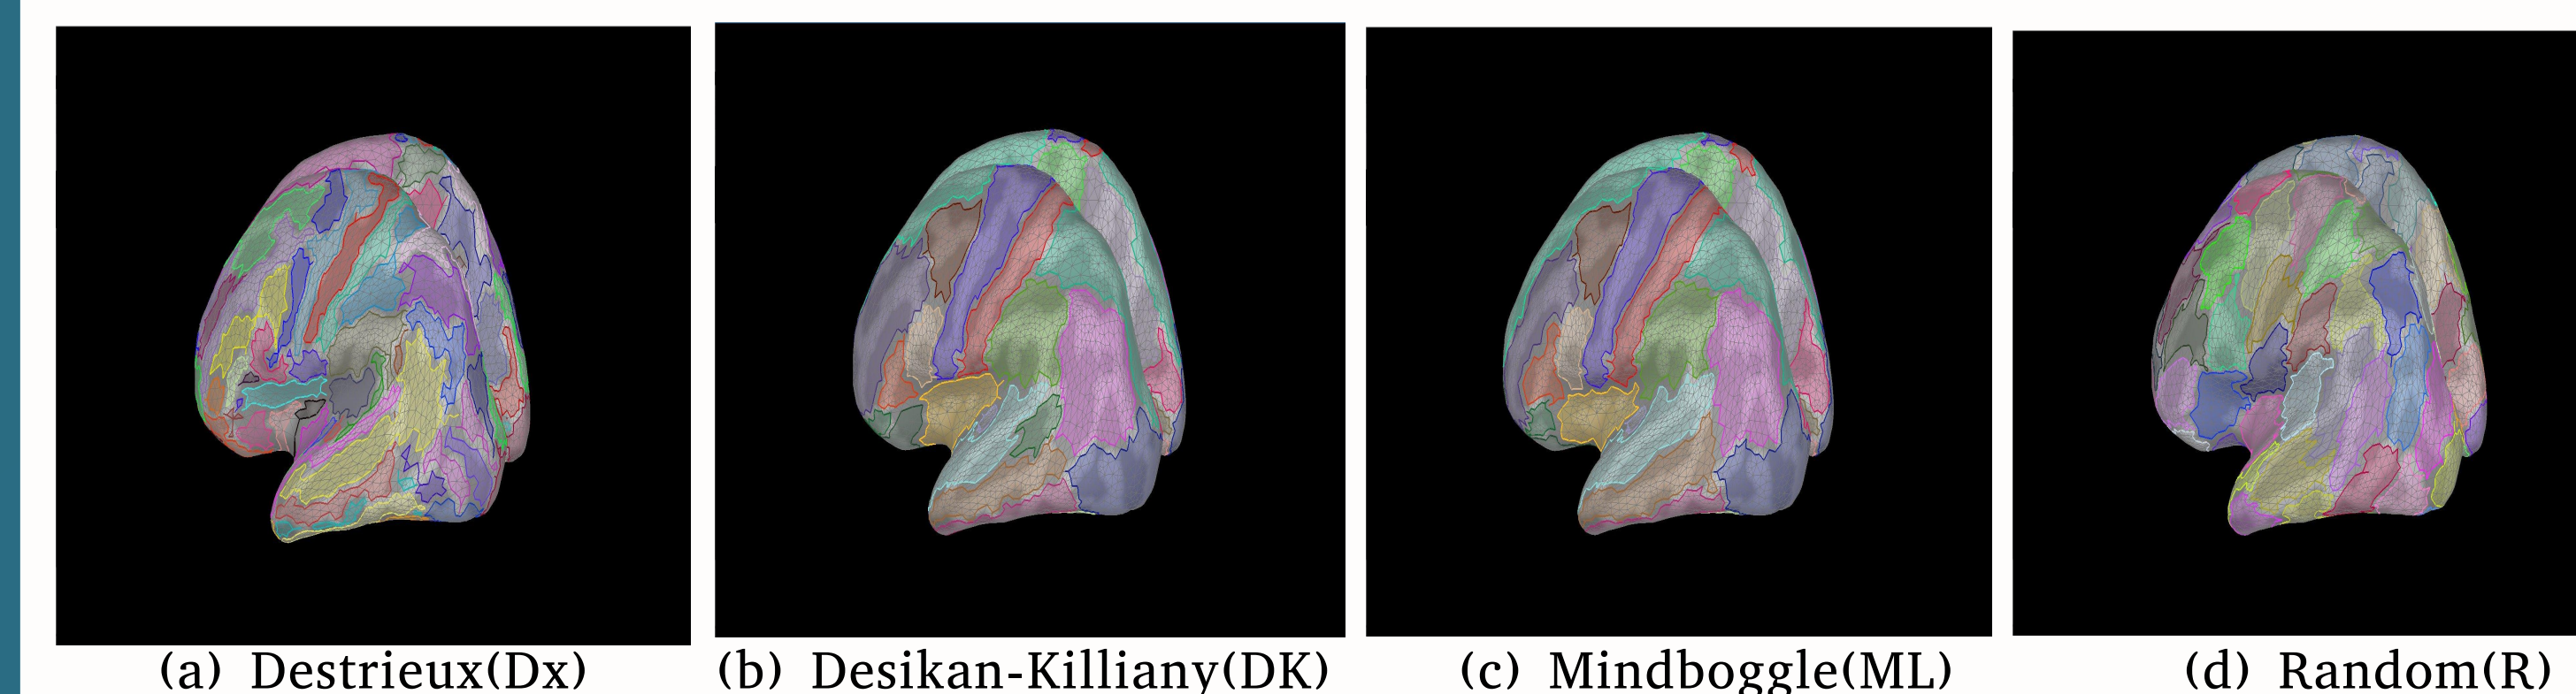 (a) Destrieux(Dx)
(b) Desikan-Killiany(DK)
(c) Mindboggle(ML)
(d) Random(R)